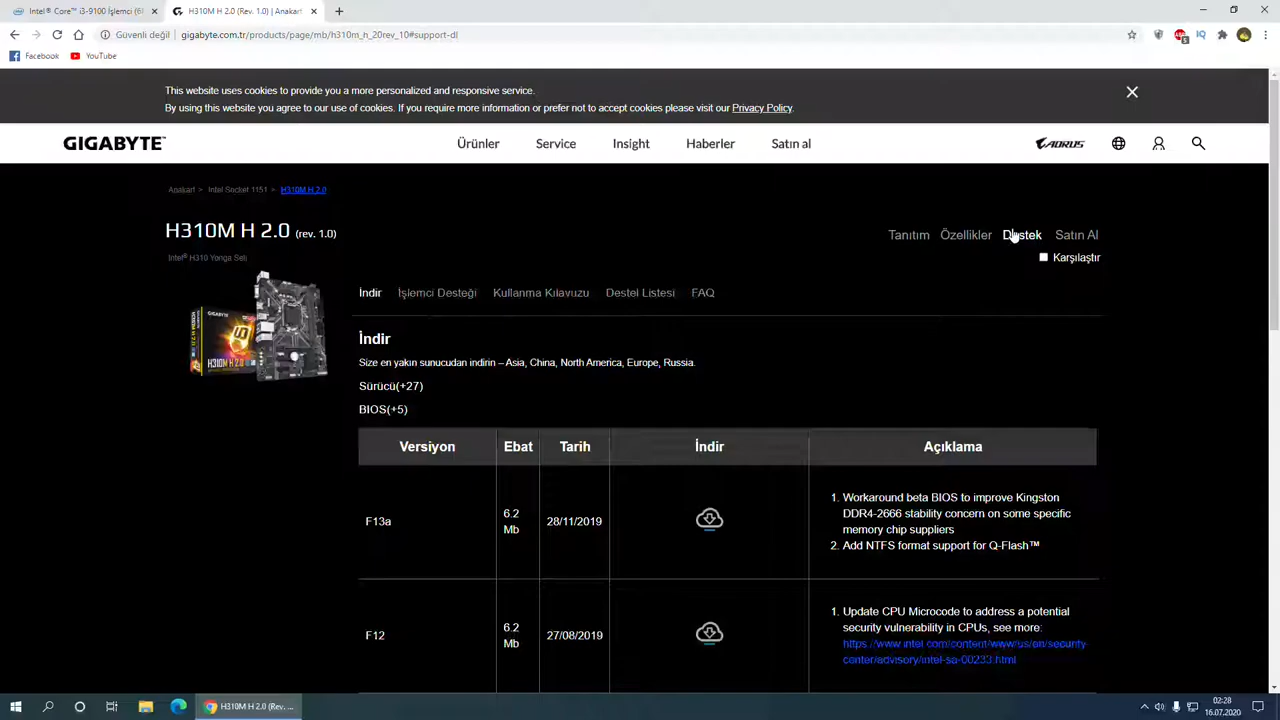 Intel® Core™ i3-9100 İşlemci (6I
H310M H 2.0 (Rev. 1.0) | Anakart
Güvenli değil
gigabyte.com.tr/products/page/mb/h310m_h_20rev_10#support-dl
Facebook
YouTube
This website uses cookies to provide you a more personalized and responsive service.
By using this website you agree to our use of cookies. If you require more information or prefer not to accept cookies please visit our Privacy Policy.
GIGABYTE™
Ürünler
Service
Insight
Haberler
Satın al
AORUS
Anakart > Intel Socket 1151 > H310M H 2.0
H310M H 2.0 (rev. 1.0)
Tanıtım
Özellikler
Destek
Satın Al
Intel® H310 Yonga Seti
Karşılaştır
İndir
İşlemci Desteği
Kullanma Kılavuzu
Destel Listesi
FAQ
GIGABYTE
H310M H 2.0
İndir
Size en yakın sunucudan indirin – Asia, China, North America, Europe, Russia.
Sürücü(+27)
BIOS(+5)
Versiyon
Ebat
Tarih
İndir
Açıklama
F13a
6.2
Mb
28/11/2019
1. Workaround beta BIOS to improve Kingston
DDR4-2666 stability concern on some specific
memory chip suppliers
2. Add NTFS format support for Q-Flash™
F12
6.2
Mb
27/08/2019
1. Update CPU Microcode to address a potential
security vulnerability in CPUs, see more:
https://www.intel.com/content/www/us/en/security-
center/advisory/intel-sa-00233.html
H310M H 2.0 (Rev. ...
02:28
16.07.2020